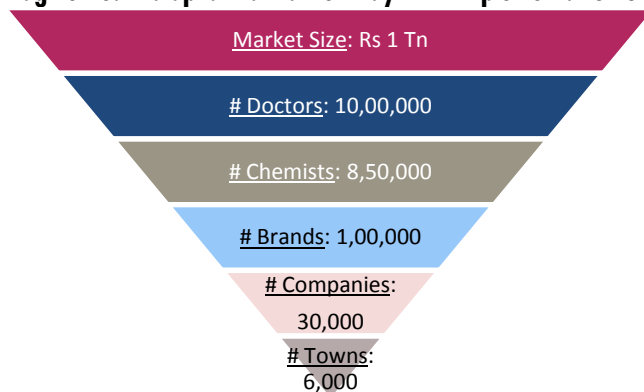 Market Size: Rs 1 Tn
# Doctors: 10,00,000
# Chemists: 8,50,000
# Brands: 1,00,000
# Companies:
30,000
# Towns:
6,000